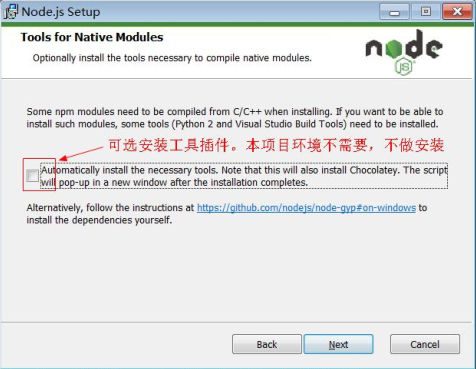 Node.js Setup
Tools for Native Modules
Optionally install the tools necessary to compile native modules.
node
JS
Some npm modules need to be compiled from C/C++ when installing. If you want to be able to
install such modules, some tools (Python 2 and Visual Studio Build Tools) need to be installed.
可选安装工具插件。本项目环境不需要，不做安装
Automatically install the necessary tools. Note that this will also install Chocolatey. The script
will pop-up in a new window after the installation completes.
Alternatively, follow the instructions at https://github.com/nodejs/node-gyp#on-windows to
install the dependencies yourself.
Back
Next
Cancel